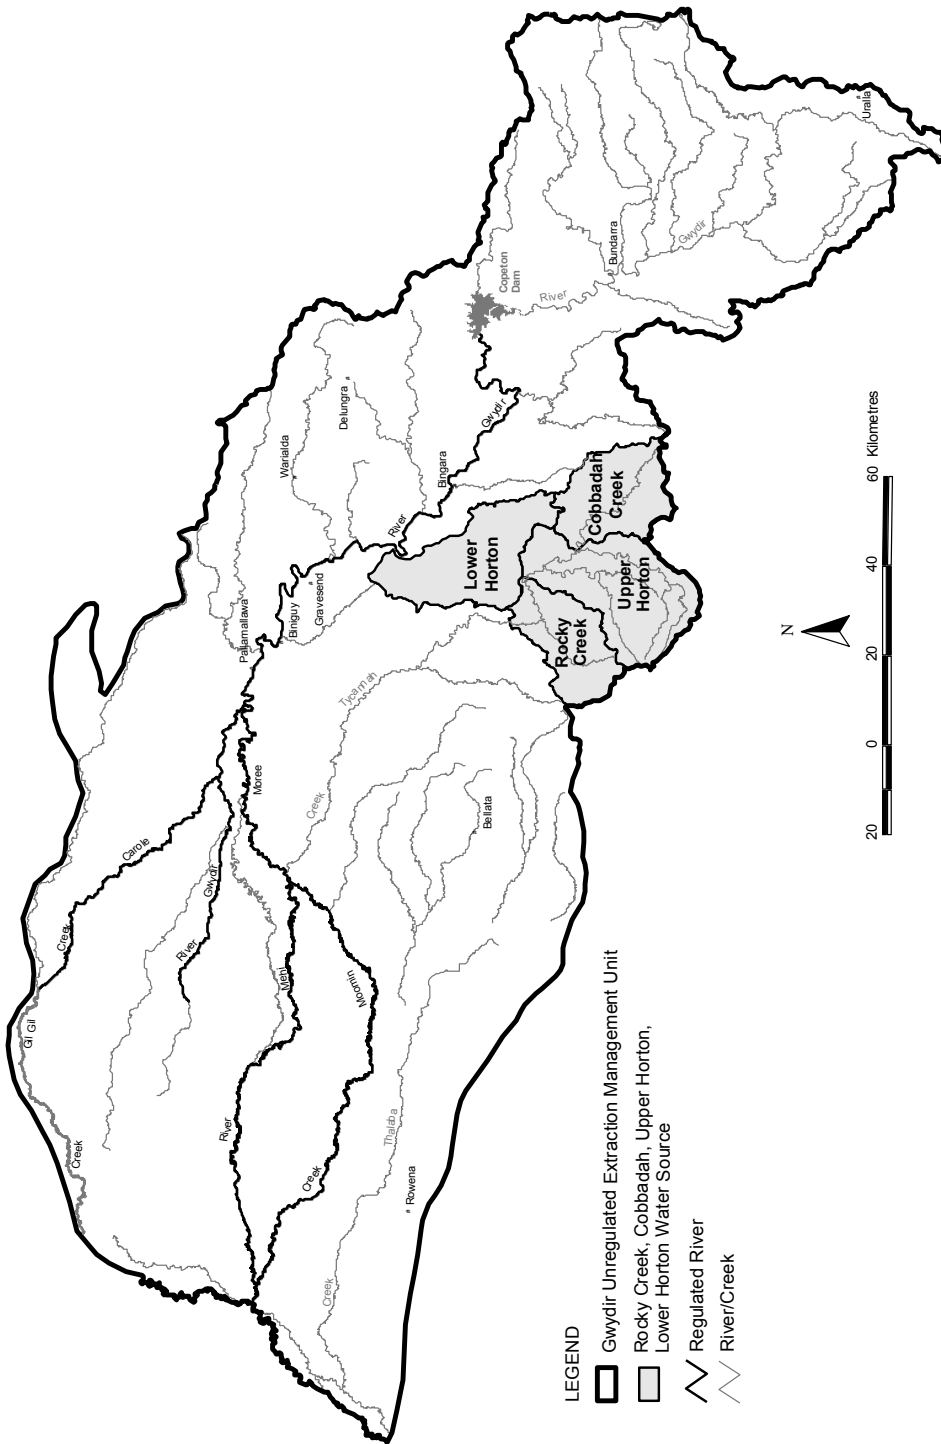 Gil Gil
Creek
Creek
Carole
River
Gwydir
Mehi
River
Moomin
Creek
Moree
Creek
Tycannah
Thalaba
Creek
Rowena
Bellata
Pallamallawa
Biniguy
Gravesend
Warialda
Delungra
River
Bingara
Gwydir
Copeton
Dam
River
Bundarra
Gwydir
Uralla
Lower
Horton
Cobbadah
Creek
Upper
Horton
Rocky
Creek
N
20
0
20
40
60 Kilometres
LEGEND
Gwydir Unregulated Extraction Management Unit
Rocky Creek, Cobbadah, Upper Horton,
Lower Horton Water Source
Regulated River
River/Creek